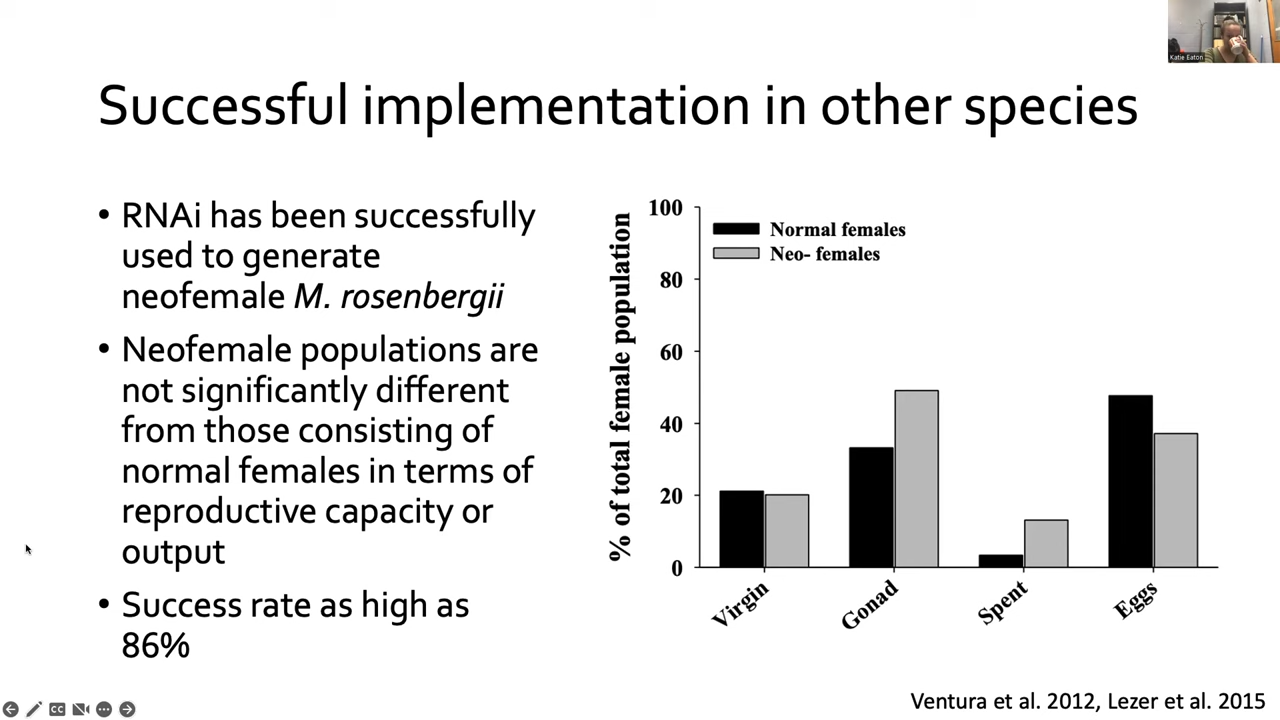 Katie Eaton
Successful implementation in other species
• RNAi has been successfully
used to generate
neofemale M. rosenbergii
• Neofemale populations are
not significantly different
from those consisting of
normal females in terms of
reproductive capacity or
output
• Success rate as high as
86%
% of total female population
100
80
60
40
20
0
Normal females
Neo- females
Virgin
Gonad
Spent
Eggs
Ventura et al. 2012, Lezer et al. 2015
CC